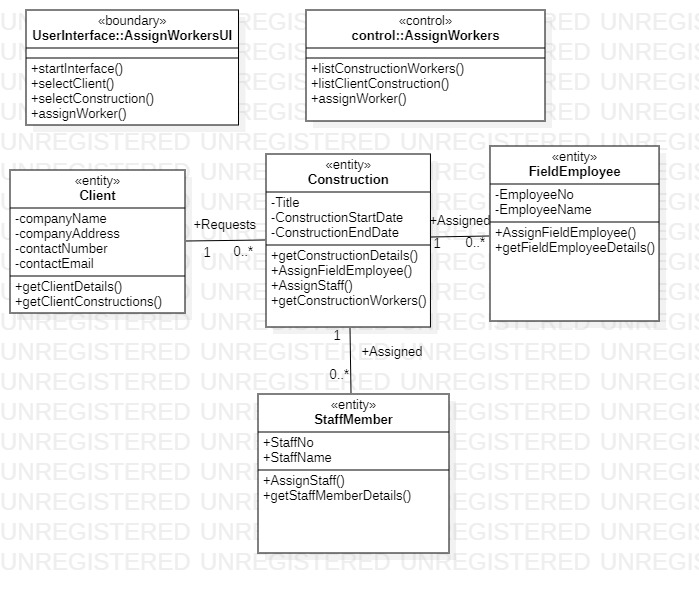 «boundary»
UserInterface::AssignWorkersUI
+startInterface()
+selectClient()
+selectConstruction()
+assignWorker()
«control»
control::AssignWorkers
+listConstructionWorkers()
+listClientConstruction()
+assignWorker()
«entity»
Client
-companyName
-companyAddress
-contactNumber
-contactEmail
+getClientDetails()
+getClientConstructions()
+Requests
1
0..*
«entity»
Construction
-Title
-ConstructionStartDate
-ConstructionEndDate
+getConstructionDetails()
+AssignFieldEmployee()
+AssignStaff()
+getConstructionWorkers()
+Assigned
1
0..*
«entity»
FieldEmployee
-EmployeeNo
-EmployeeName
+AssignFieldEmployee()
+getFieldEmployeeDetails()
1
+Assigned
0..*
«entity»
StaffMember
+StaffNo
+StaffName
+AssignStaff()
+getStaffMemberDetails()
UNREGISTERED